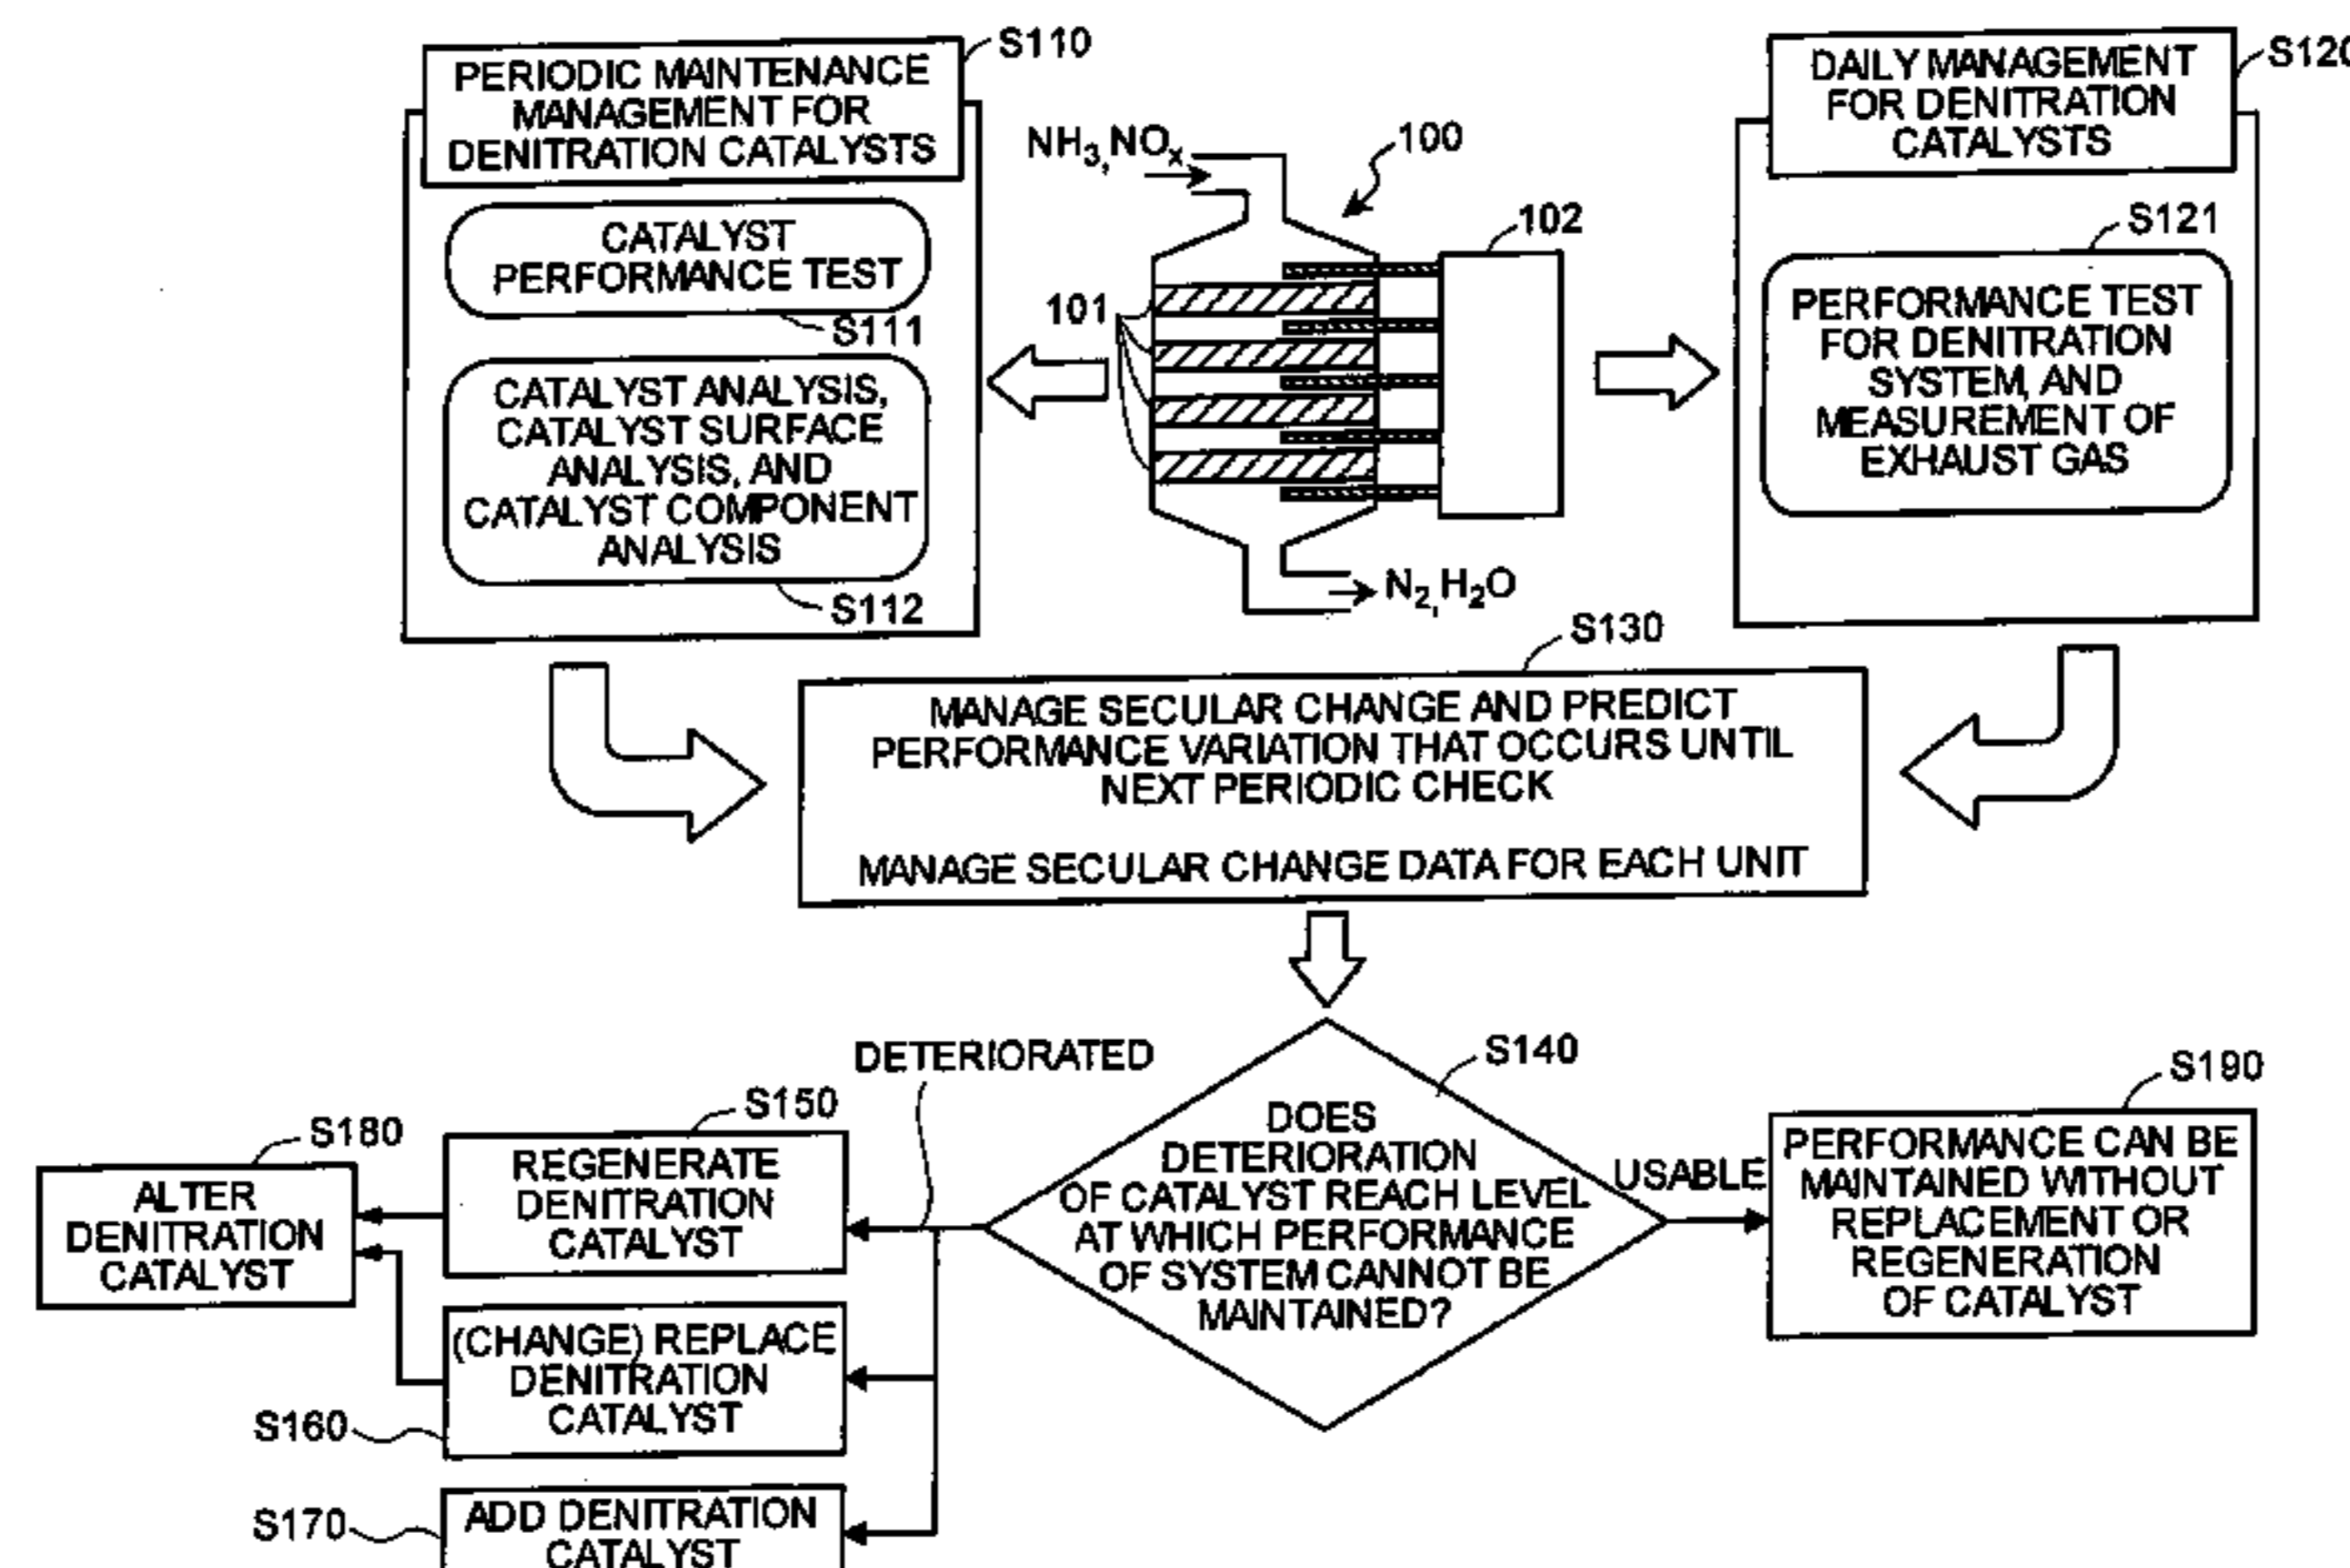 S110
PERIODIC MAINTENANCE
MANAGEMENT FOR
DENITRATION CATALYSTS
CATALYST
PERFORMANCE TEST
S111
CATALYST ANALYSIS,
CATALYST SURFACE
ANALYSIS, AND
CATALYST COMPONENT
ANALYSIS
S112
NH3, NOx
100
102
101
N2, H2O
S120
DAILY MANAGEMENT
FOR DENITRATION
CATALYSTS
S121
PERFORMANCE TEST
FOR DENITRATION
SYSTEM, AND
MEASUREMENT OF
EXHAUST GAS
S130
MANAGE SECULAR CHANGE AND PREDICT
PERFORMANCE VARIATION THAT OCCURS UNTIL
NEXT PERIODIC CHECK
MANAGE SECULAR CHANGE DATA FOR EACH UNIT
S140
DOES
DETERIORATION
OF CATALYST REACH LEVEL
AT WHICH PERFORMANCE
OF SYSTEM CANNOT BE
MAINTAINED?
DETERIORATED
USABLE
S190
PERFORMANCE CAN BE
MAINTAINED WITHOUT
REPLACEMENT OR
REGENERATION
OF CATALYST
S150
REGENERATE
DENITRATION
CATALYST
S180
ALTER
DENITRATION
CATALYST
(CHANGE) REPLACE
DENITRATION
CATALYST
S160
S170
ADD DENITRATION
CATALYST